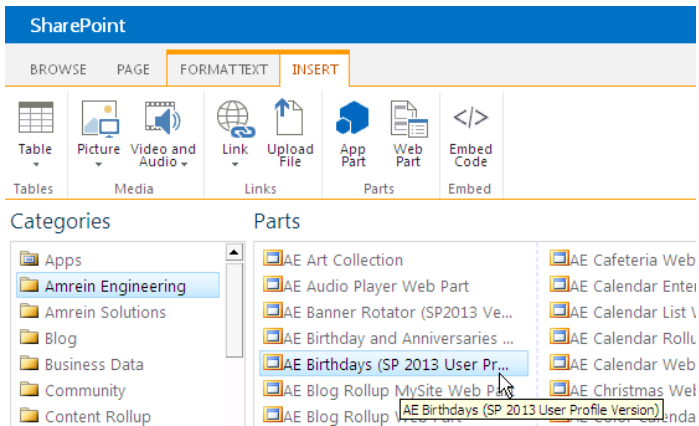 SharePoint
BROWSE PAGE FORMAT TEXT INSERT
Table Picture Video and Audio Link Upload File App Part Web Part Embed Code
Tables Media Links Parts Embed
Categories Parts
Apps AE Art Collection AE Cafeteria Web
Amrein Engineering AE Audio Player Web Part AE Calendar Enter
Amrein Solutions AE Banner Rotator (SP2013 Ve... AE Calendar List
Blog AE Birthday and Anniversaries ... AE Calendar Rollu
Business Data AE Birthdays (SP 2013 User Pr... AE Calendar Web
Community AE Blog Rollup MySite Web AE Christmas Web
Content Rollup AE Blog Rollup AE Birthdays (SP 2013 User Profile Version)